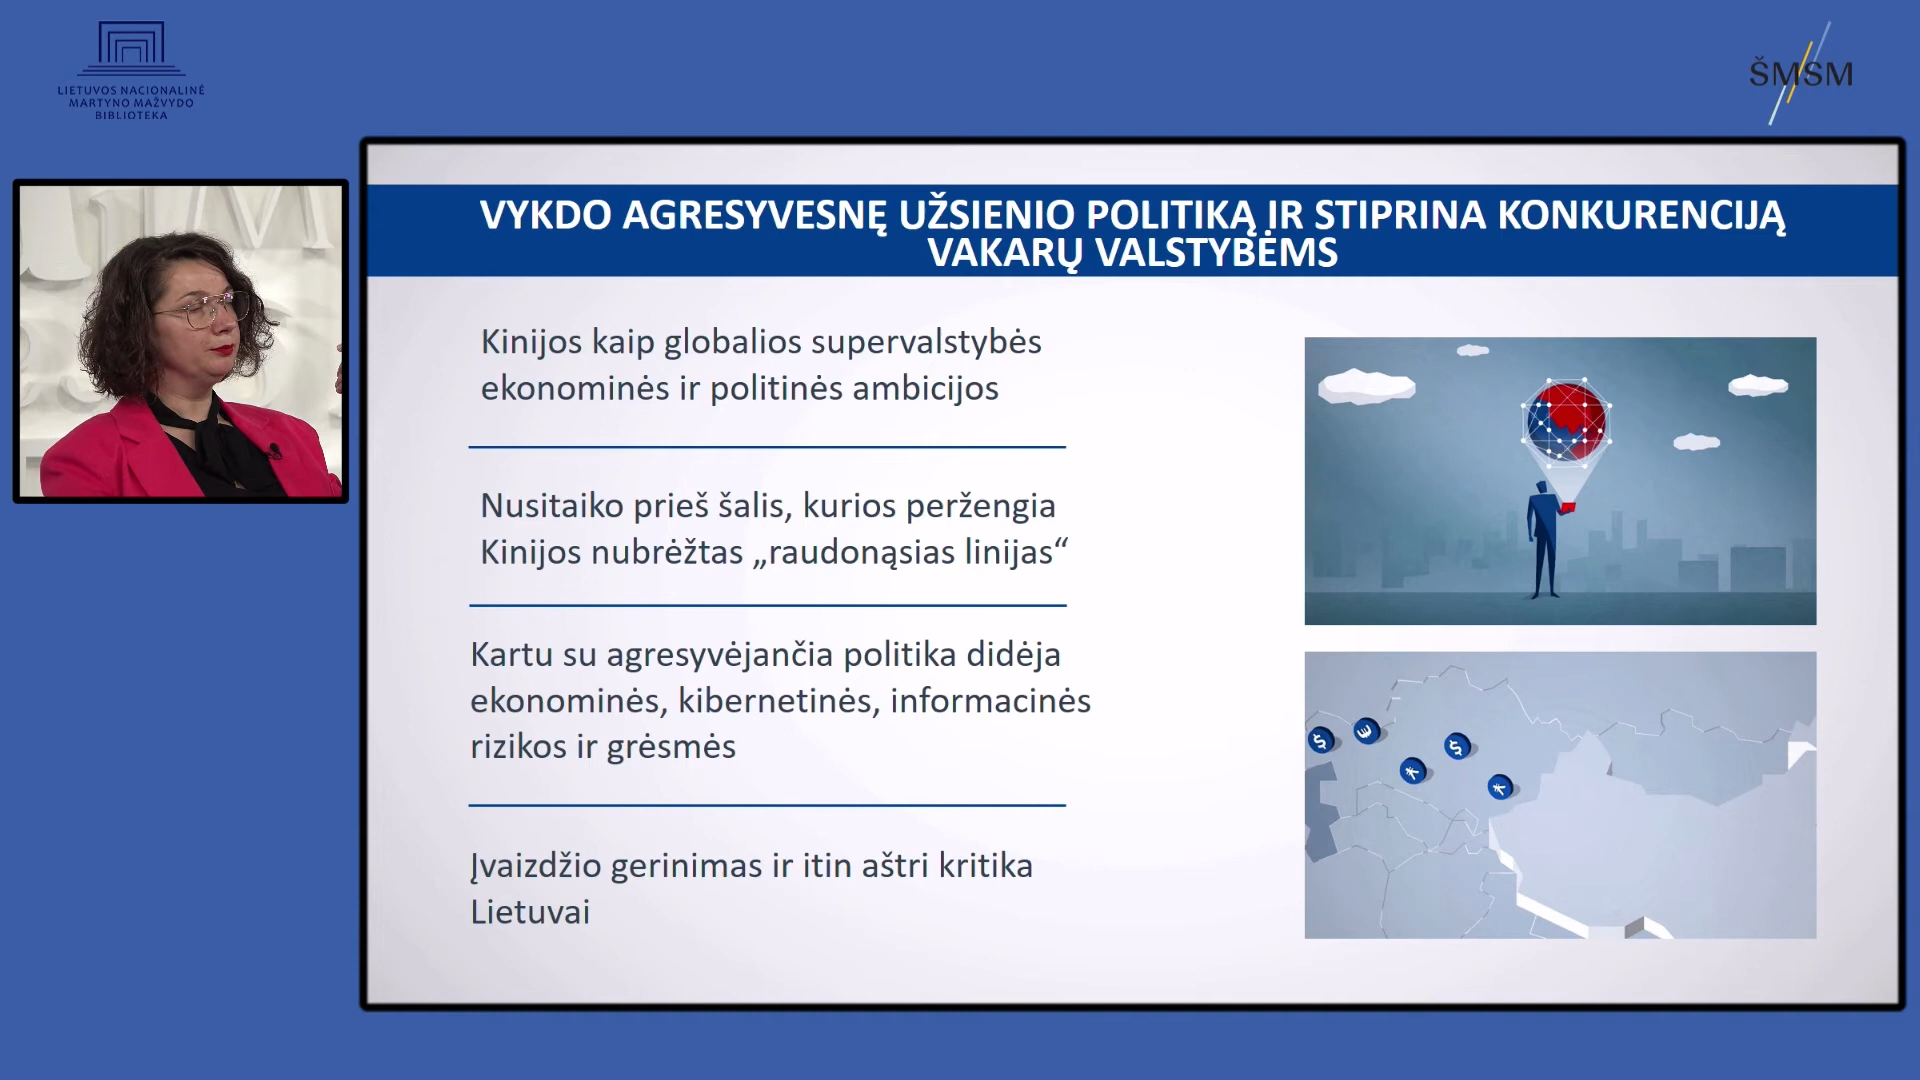 LIETUVOS NACIONALINĖ
MARTYNO MAŽVYDO
BIBLIOTEKA
ŠMSM
VYKDO AGRESYVESNĘ UŽSIENIO POLITIKĄ IR STIPRINA KONKURENCIJĄ
VAKARŲ VALSTYBĖMS
Kinijos kaip globalios supervalstybės
ekonominės ir politinės ambicijos
Nusitaiko prieš šalis, kurios peržengia
Kinijos nubrėžtas „raudonąsias linijas“
Kartu su agresyvėjančia politika didėja
ekonominės, kibernetinės, informacinės
rizikos ir grėsmės
Įvaizdžio gerinimas ir itin aštri kritika
Lietuvai